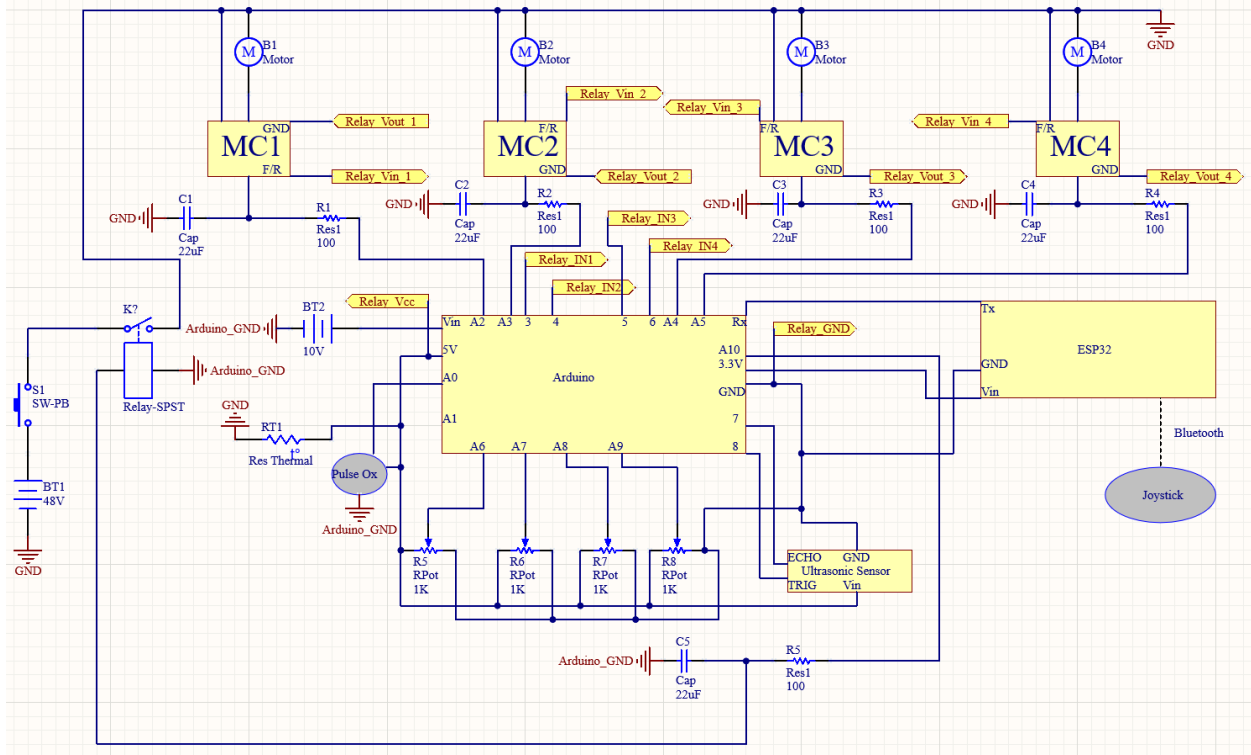 GND
B1
Motor
B2
Motor
B3
Motor
B4
Motor
M
M
M
M
Relay_Vin_2
Relay_Vin_3
GND
MC1
F/R
Relay_Vout_1
Relay_Vin_1
F/R
MC2
GND
Relay_Vout_2
F/R
MC3
GND
Relay_Vout_3
Relay_Vin_4
F/R
MC4
GND
Relay_Vout_4
GND
C1
Cap
22uF
R1
Res1
100
GND
C2
Cap
22uF
R2
Res1
100
GND
C3
Cap
22uF
R3
Res1
100
GND
C4
Cap
22uF
R4
Res1
100
Relay_IN3
Relay_IN4
Relay_IN1
Relay_IN2
Relay_Vcc
Relay_GND
K?
Relay-SPST
Arduino_GND
Arduino_GND
BT2
10V
S1
SW-PB
BT1
48V
GND
Vin
A2
A3
3
4
5
6
A4
A5
Rx
5V
A0
A1
Arduino
A10
3.3V
GND
7
8
A6
A7
A8
A9
Tx
GND
Vin
ESP32
Bluetooth
Joystick
GND
RT1
t°
Res Thermal
Pulse Ox
Arduino_GND
R5
RPot
1K
R6
RPot
1K
R7
RPot
1K
R8
RPot
1K
ECHO
GND
Ultrasonic Sensor
TRIG
Vin
Arduino_GND
C5
Cap
22uF
R5
Res1
100